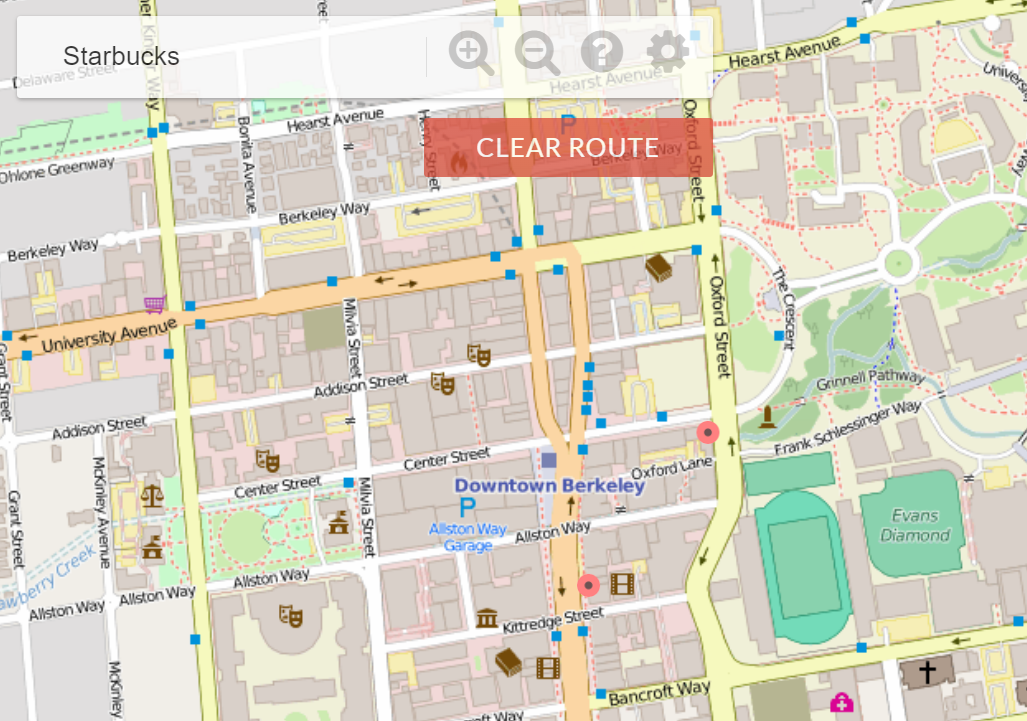 Starbucks
Delaware Street
Hearst Avenue
Hearst Avenue
Oxford Street
CLEAR ROUTE
P
Berkeley Way
Hearst Avenue
Henry Street
Bonita Avenue
Ohlone Greenway
Berkeley Way
Berkeley Way
The Crescent
Oxford Street
University Avenue
Milvia Street
Grant Street
Addison Street
Grinnell Pathway
Addison Street
Frank Schlessinger Way
Center Street
Oxford Lane
Center Street
Downtown Berkeley
McKinley Avenue
Grant Street
Milvia Street
P
Allston Way
Garage
Allston Way
Evans
Diamond
Allston Way
Allston Way
Allston Way
Kittredge Street
McKinley
Bancroft Way